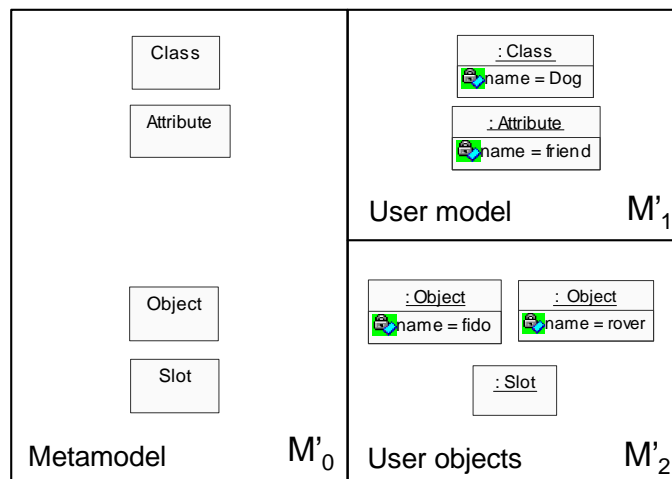 Class
Attribute
Object
Slot
Metamodel
M'0
: Class
name = Dog
: Attribute
name = friend
User model
M'1
: Object
name = fido
: Object
name = rover
: Slot
User objects
M'2